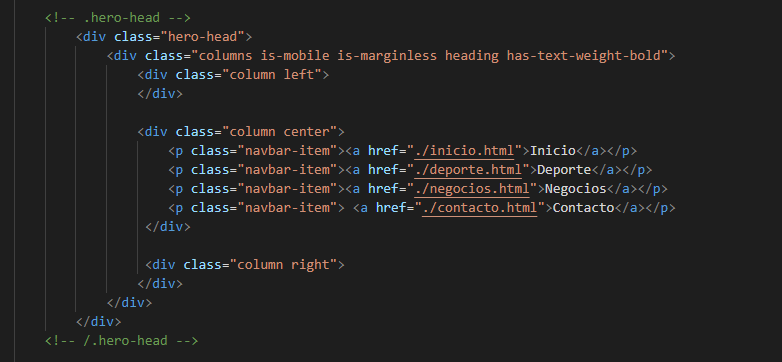 <!-- .hero-head -->
<div class="hero-head">
<div class="columns is-mobile is-marginless heading has-text-weight-bold">
<div class="column left">
</div>
<div class="column center">
<p class="navbar-item"><a href="./inicio.html">Inicio</a></p>
<p class="navbar-item"><a href="./deporte.html">Deporte</a></p>
<p class="navbar-item"><a href="./negocios.html">Negocios</a></p>
<p class="navbar-item"> <a href="./contacto.html">Contacto</a></p>
</div>
<div class="column right">
</div>
</div>
</div>
<!-- /.hero-head -->